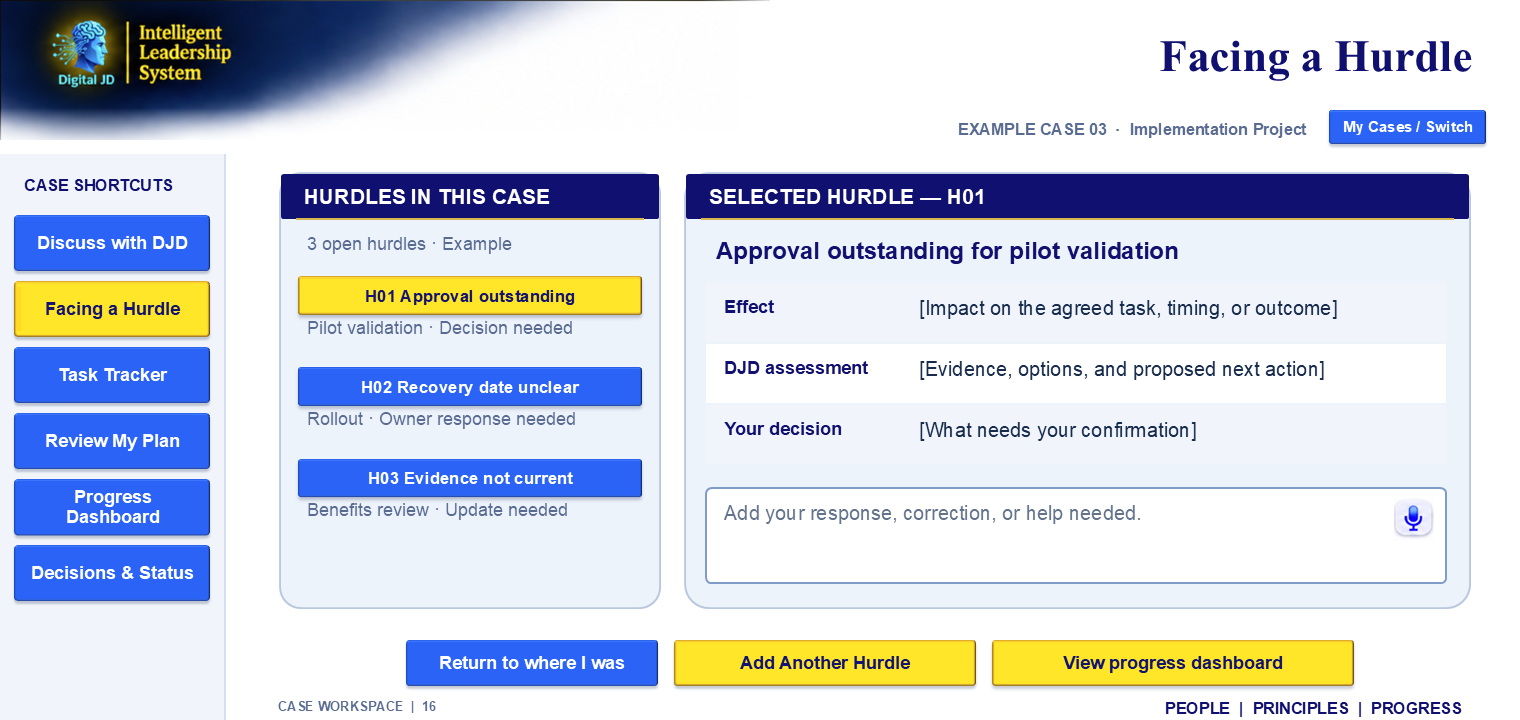 Digital JD
Intelligent
Leadership
System
Facing a Hurdle
EXAMPLE CASE 03 · Implementation Project
My Cases / Switch
CASE SHORTCUTS
Discuss with DJD
Facing a Hurdle
Task Tracker
Review My Plan
Progress
Dashboard
Decisions & Status
HURDLES IN THIS CASE
3 open hurdles · Example
H01 Approval outstanding
Pilot validation · Decision needed
H02 Recovery date unclear
Rollout · Owner response needed
H03 Evidence not current
Benefits review · Update needed
SELECTED HURDLE — H01
Approval outstanding for pilot validation
Effect [Impact on the agreed task, timing, or outcome]
DJD assessment [Evidence, options, and proposed next action]
Your decision [What needs your confirmation]
Add your response, correction, or help needed.
Return to where I was
Add Another Hurdle
View progress dashboard
CASE WORKSPACE | 16
PEOPLE | PRINCIPLES | PROGRESS